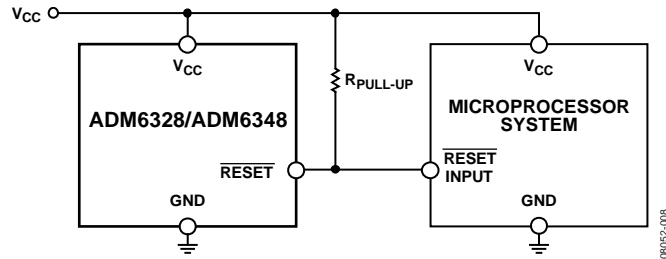 VCC
VCC
ADM6328/ADM6348
RESET
GND
RPULL-UP
VCC
MICROPROCESSOR
SYSTEM
RESET
INPUT
GND
08052-008